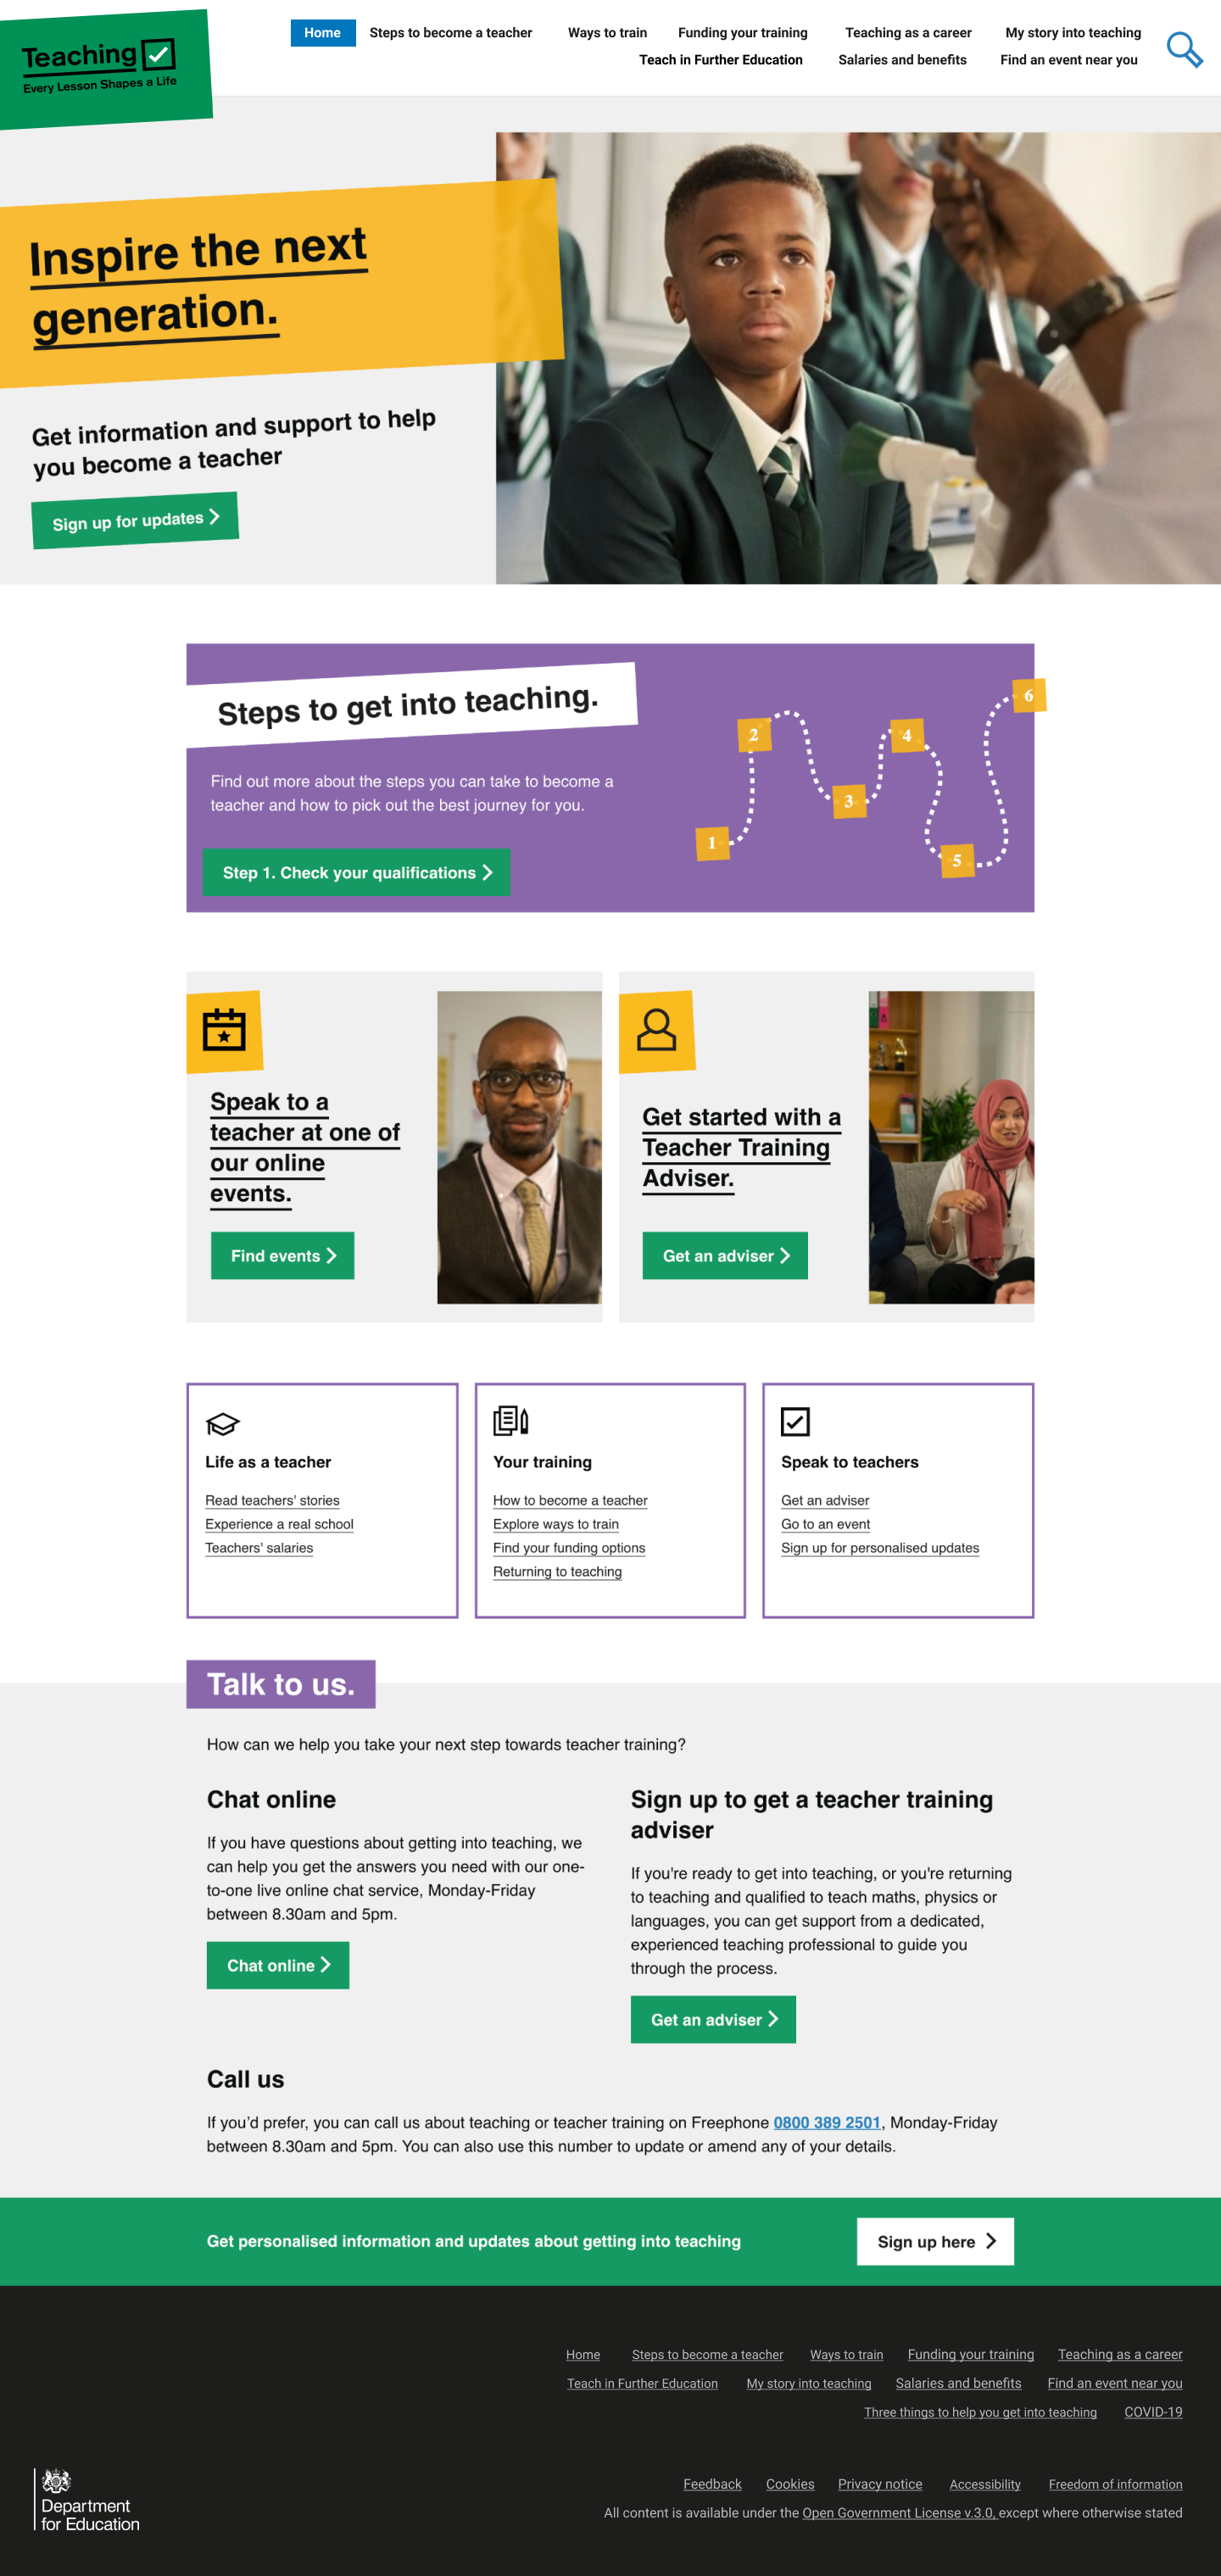 Teaching
Every Lesson Shapes a Life
Home Steps to become a teacher Ways to train Funding your training Teaching as a career My story into teaching
Teach in Further Education Salaries and benefits Find an event near you
Inspire the next
generation.
Get information and support to help
you become a teacher
Sign up for updates
Steps to get into teaching.
Find out more about the steps you can take to become a
teacher and how to pick out the best journey for you.
Step 1. Check your qualifications
1
2
3
4
5
6
Speak to a
teacher at one of
our online
events.
Find events
Get started with a
Teacher Training
Adviser.
Get an adviser
Life as a teacher
Read teachers' stories
Experience a real school
Teachers' salaries
Your training
How to become a teacher
Explore ways to train
Find your funding options
Returning to teaching
Speak to teachers
Get an adviser
Go to an event
Sign up for personalised updates
Talk to us.
How can we help you take your next step towards teacher training?
Chat online
If you have questions about getting into teaching, we
can help you get the answers you need with our one-
to-one live online chat service, Monday-Friday
between 8.30am and 5pm.
Chat online
Sign up to get a teacher training
adviser
If you're ready to get into teaching, or you're returning
to teaching and qualified to teach maths, physics or
languages, you can get support from a dedicated,
experienced teaching professional to guide you
through the process.
Get an adviser
Call us
If you’d prefer, you can call us about teaching or teacher training on Freephone 0800 389 2501, Monday-Friday
between 8.30am and 5pm. You can also use this number to update or amend any of your details.
Get personalised information and updates about getting into teaching
Sign up here
Home Steps to become a teacher Ways to train Funding your training Teaching as a career
Teach in Further Education My story into teaching Salaries and benefits Find an event near you
Three things to help you get into teaching COVID-19
Feedback Cookies Privacy notice Accessibility Freedom of information
All content is available under the Open Government License v.3.0, except where otherwise stated
Department
for Education